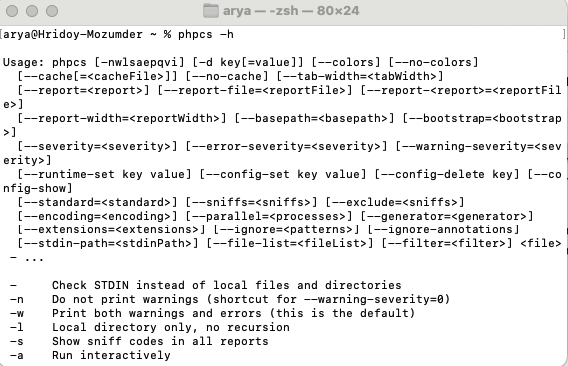 arya — -zsh — 80×24
[arya@Hridoy-Mozumder ~ % phpcs -h ]
Usage: phpcs [-nwlsaepqvi] [-d key[=value]] [--colors] [--no-colors]
[--cache[=<cacheFile>]] [--no-cache] [--tab-width=<tabWidth>]
[--report=<report>] [--report-file=<reportFile>] [--report-<report>=<reportFil
e>]
[--report-width=<reportWidth>] [--basepath=<basepath>] [--bootstrap=<bootstrap
>]
[--severity=<severity>] [--error-severity=<severity>] [--warning-severity=<sev
erity>]
[--runtime-set key value] [--config-set key value] [--config-delete key] [--co
nfig-show]
[--standard=<standard>] [--sniffs=<sniffs>] [--exclude=<sniffs>]
[--encoding=<encoding>] [--parallel=<processes>] [--generator=<generator>]
[--extensions=<extensions>] [--ignore=<patterns>] [--ignore-annotations]
[--stdin-path=<stdinPath>] [--file-list=<fileList>] [--filter=<filter>] <file>
- ...
- Check STDIN instead of local files and directories
-n Do not print warnings (shortcut for --warning-severity=0)
-w Print both warnings and errors (this is the default)
-l Local directory only, no recursion
-s Show sniff codes in all reports
-a Run interactively